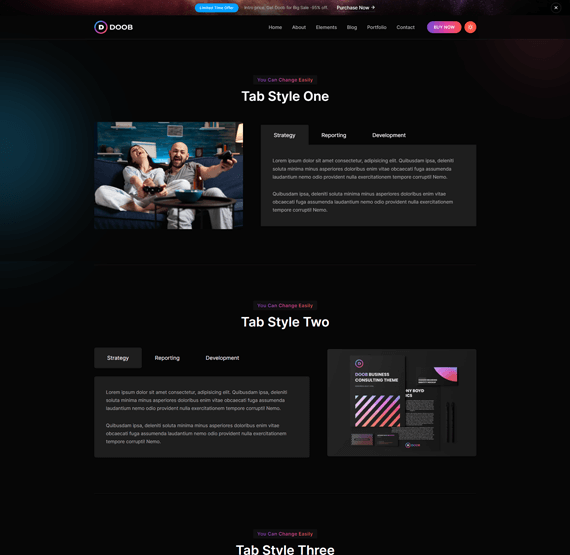 Limited Time Offer
Intro price. Get Doob for Big Sale -95% off.
Purchase Now →
DOOB
Home
About
Elements
Blog
Portfolio
Contact
BUY NOW
You Can Change Easily
Tab Style One
Strategy
Reporting
Development
Lorem ipsum dolor sit amet consectetur, adipisicing elit. Quibusdam ipsa, deleniti
soluta minima minus asperiores doloribus enim vitae obcaecati fuga assumenda
laudantium nemo odio provident nulla exercitationem tempore corrupti! Nemo.
Quibusdam ipsa, deleniti soluta minima minus asperiores doloribus enim vitae
obcaecati fuga assumenda laudantium nemo odio provident nulla exercitationem
tempore corrupti! Nemo.
You Can Change Easily
Tab Style Two
Strategy
Reporting
Development
Lorem ipsum dolor sit amet consectetur, adipisicing elit. Quibusdam ipsa, deleniti
soluta minima minus asperiores doloribus enim vitae obcaecati fuga assumenda
laudantium nemo odio provident nulla exercitationem tempore corrupti! Nemo.
Quibusdam ipsa, deleniti soluta minima minus asperiores doloribus enim vitae
obcaecati fuga assumenda laudantium nemo odio provident nulla exercitationem
tempore corrupti! Nemo.
DOOB BUSINESS
CONSULTING THEME
You Can Change Easily
Tab Style Three